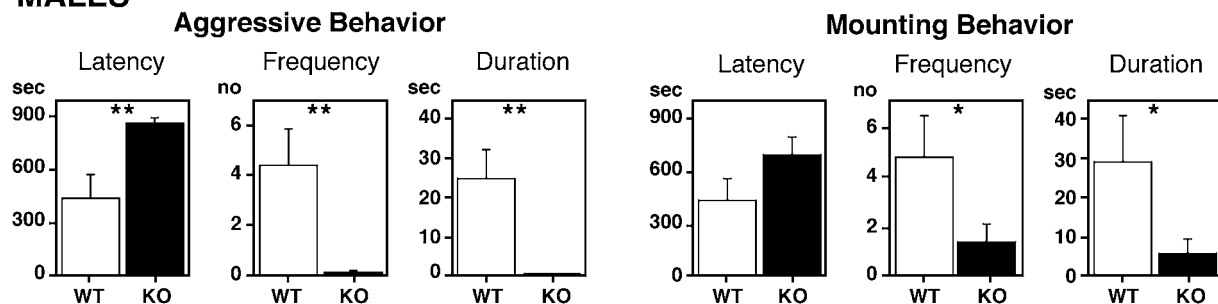 MALES
Aggressive Behavior
Mounting Behavior
Latency
Frequency
Duration
Latency
Frequency
Duration
sec
900
600
300
0
**
WT KO
no
6
4
2
0
**
WT KO
sec
40
30
20
10
0
**
WT KO
sec
900
600
300
0
WT KO
no
6
4
2
0
*
WT KO
sec
40
30
20
10
0
*
WT KO